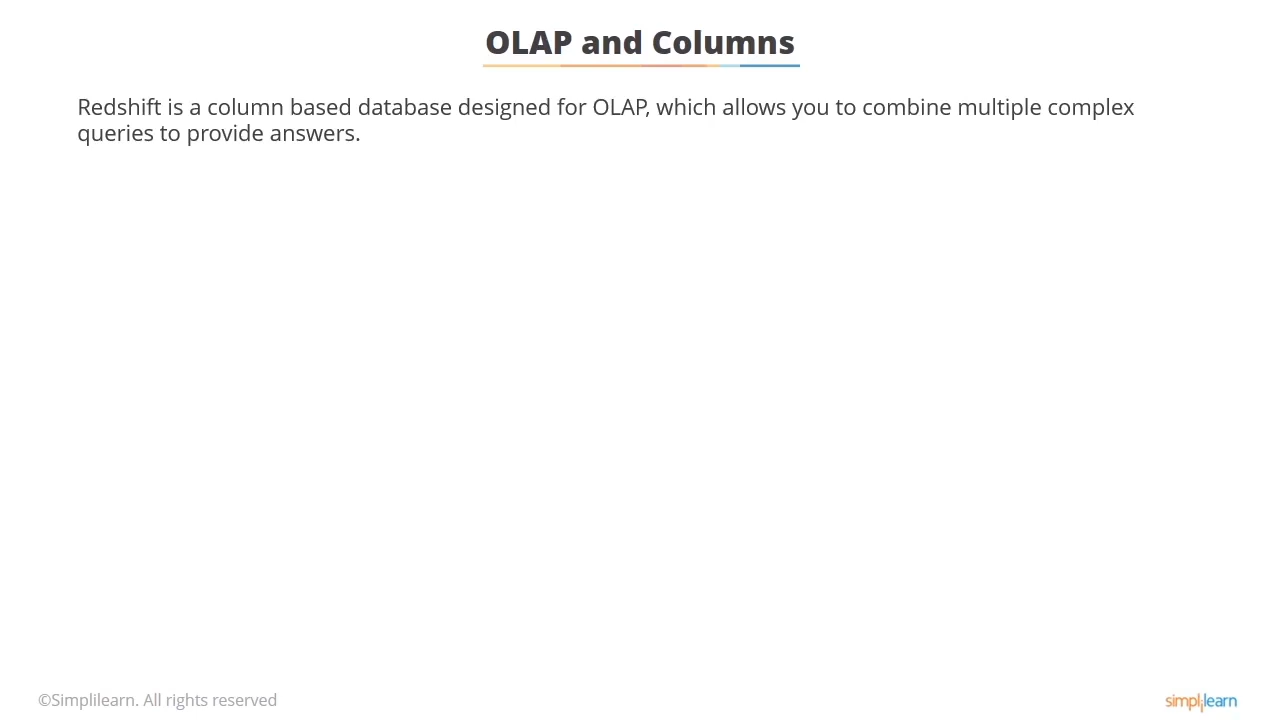 OLAP and Columns
Redshift is a column based database designed for OLAP, which allows you to combine multiple complex
queries to provide answers.
©Simplilearn. All rights reserved
simplilearn